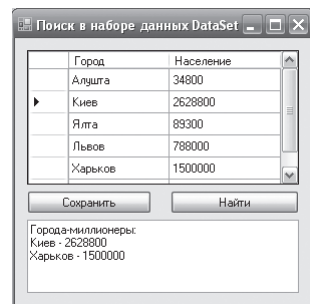 Поиск в наборе данных DataSet
Город Население
Алушта 34800
Киев 2628800
Ялта 89300
Львов 788000
Харьков 1500000
Сохранить Найти
Города-миллионеры:
Киев - 2628800
Харьков - 1500000